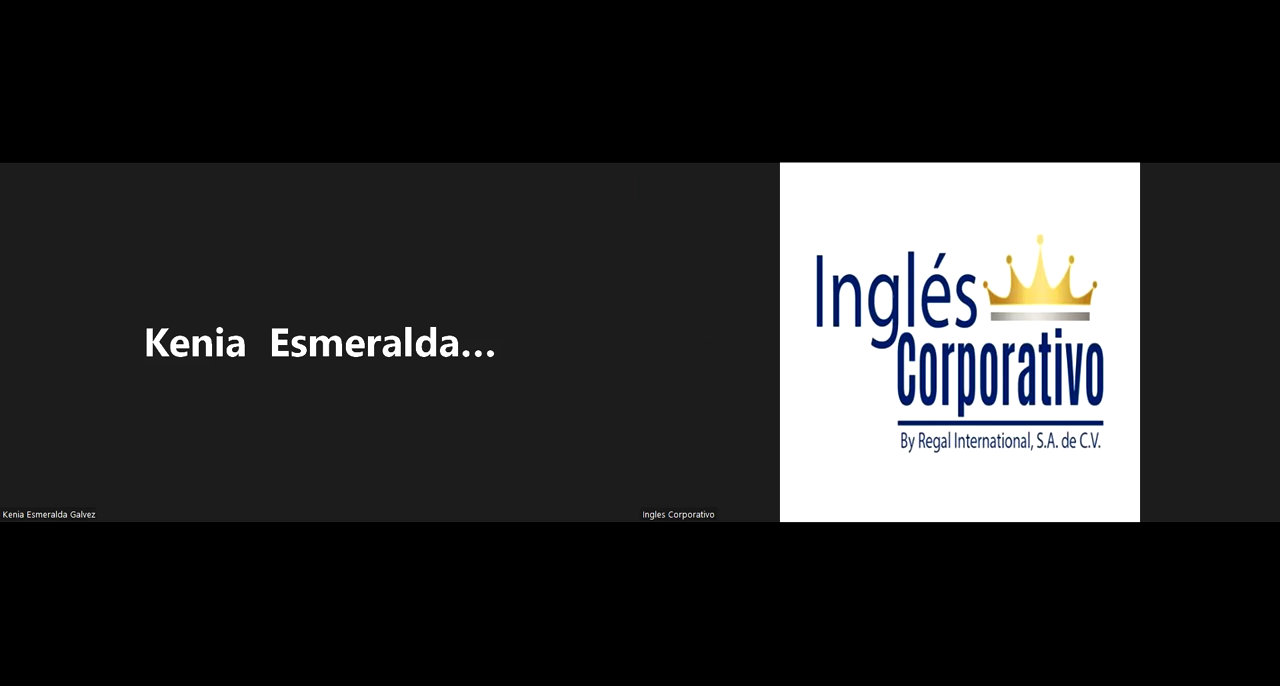 Kenia Esmeralda...
Kenia Esmeralda Galvez
Inglés
Corporativo
By Regal International, S.A. de C.V.
Ingles Corporativo